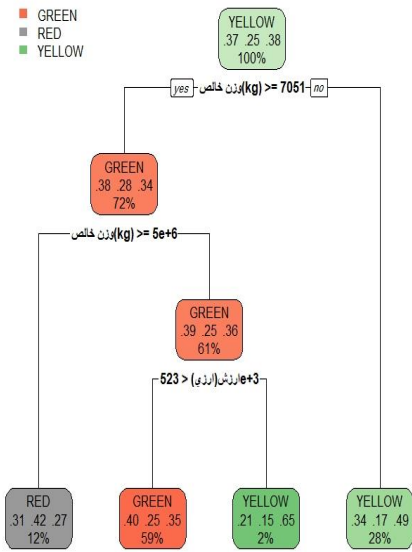 GREEN
RED
YELLOW
YELLOW
.37 .25 .38
100%
yes وزن خالص(kg) >= 7051 no
GREEN
.38 .28 .34
72%
وزن خالص(kg) >= 5e+6
GREEN
.39 .25 .36
61%
ارزش(ارزي) < 523e+3
RED
.31 .42 .27
12%
GREEN
.40 .25 .35
59%
YELLOW
.21 .15 .65
2%
YELLOW
.34 .17 .49
28%